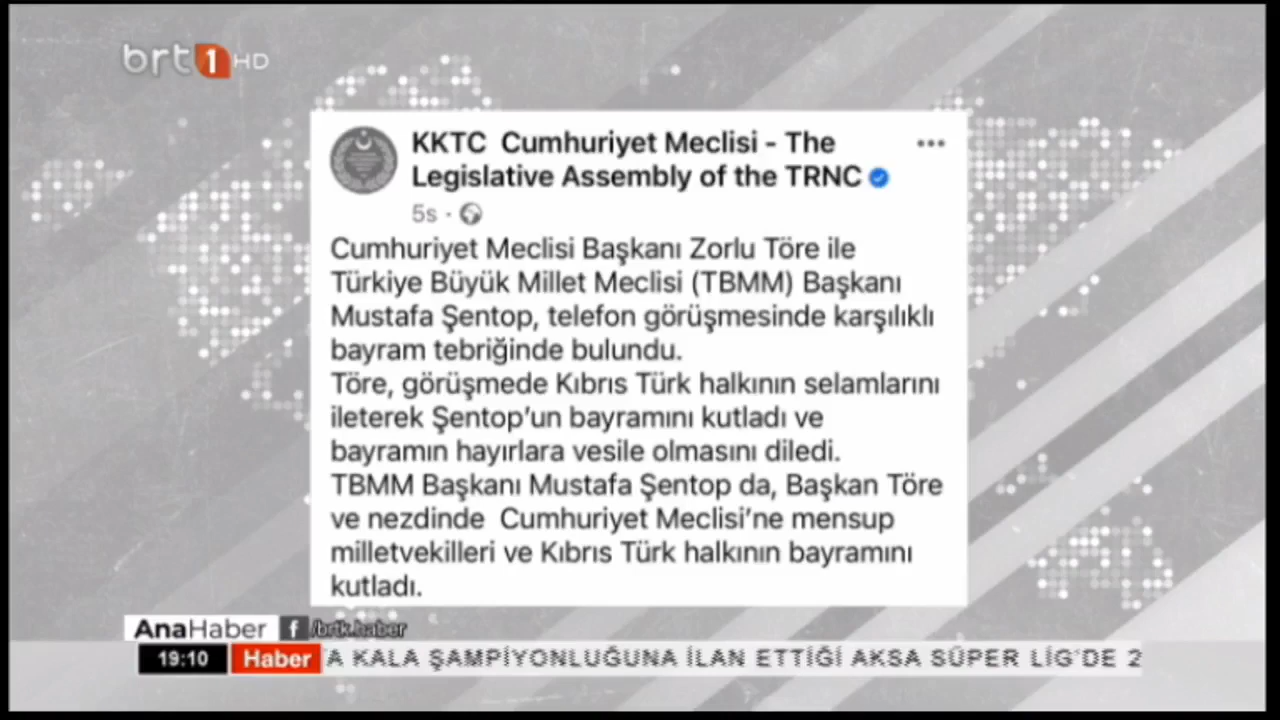 brt 1 HD
KKTC Cumhuriyet Meclisi - The
Legislative Assembly of the TRNC
5s ·
Cumhuriyet Meclisi Başkanı Zorlu Töre ile
Türkiye Büyük Millet Meclisi (TBMM) Başkanı
Mustafa Şentop, telefon görüşmesinde karşılıklı
bayram tebriğinde bulundu.
Töre, görüşmede Kıbrıs Türk halkının selamlarını
ileterek Şentop’un bayramını kutladı ve
bayramın hayırlara vesile olmasını diledi.
TBMM Başkanı Mustafa Şentop da, Başkan Töre
ve nezdinde Cumhuriyet Meclisi’ne mensup
milletvekilleri ve Kıbrıs Türk halkının bayramını
kutladı.
AnaHaber f /brtk.haber
19:10 Haber 'A KALA ŞAMPİYONLUĞUNA İLAN ETTİĞİ AKSA SÜPER LİG'DE 2